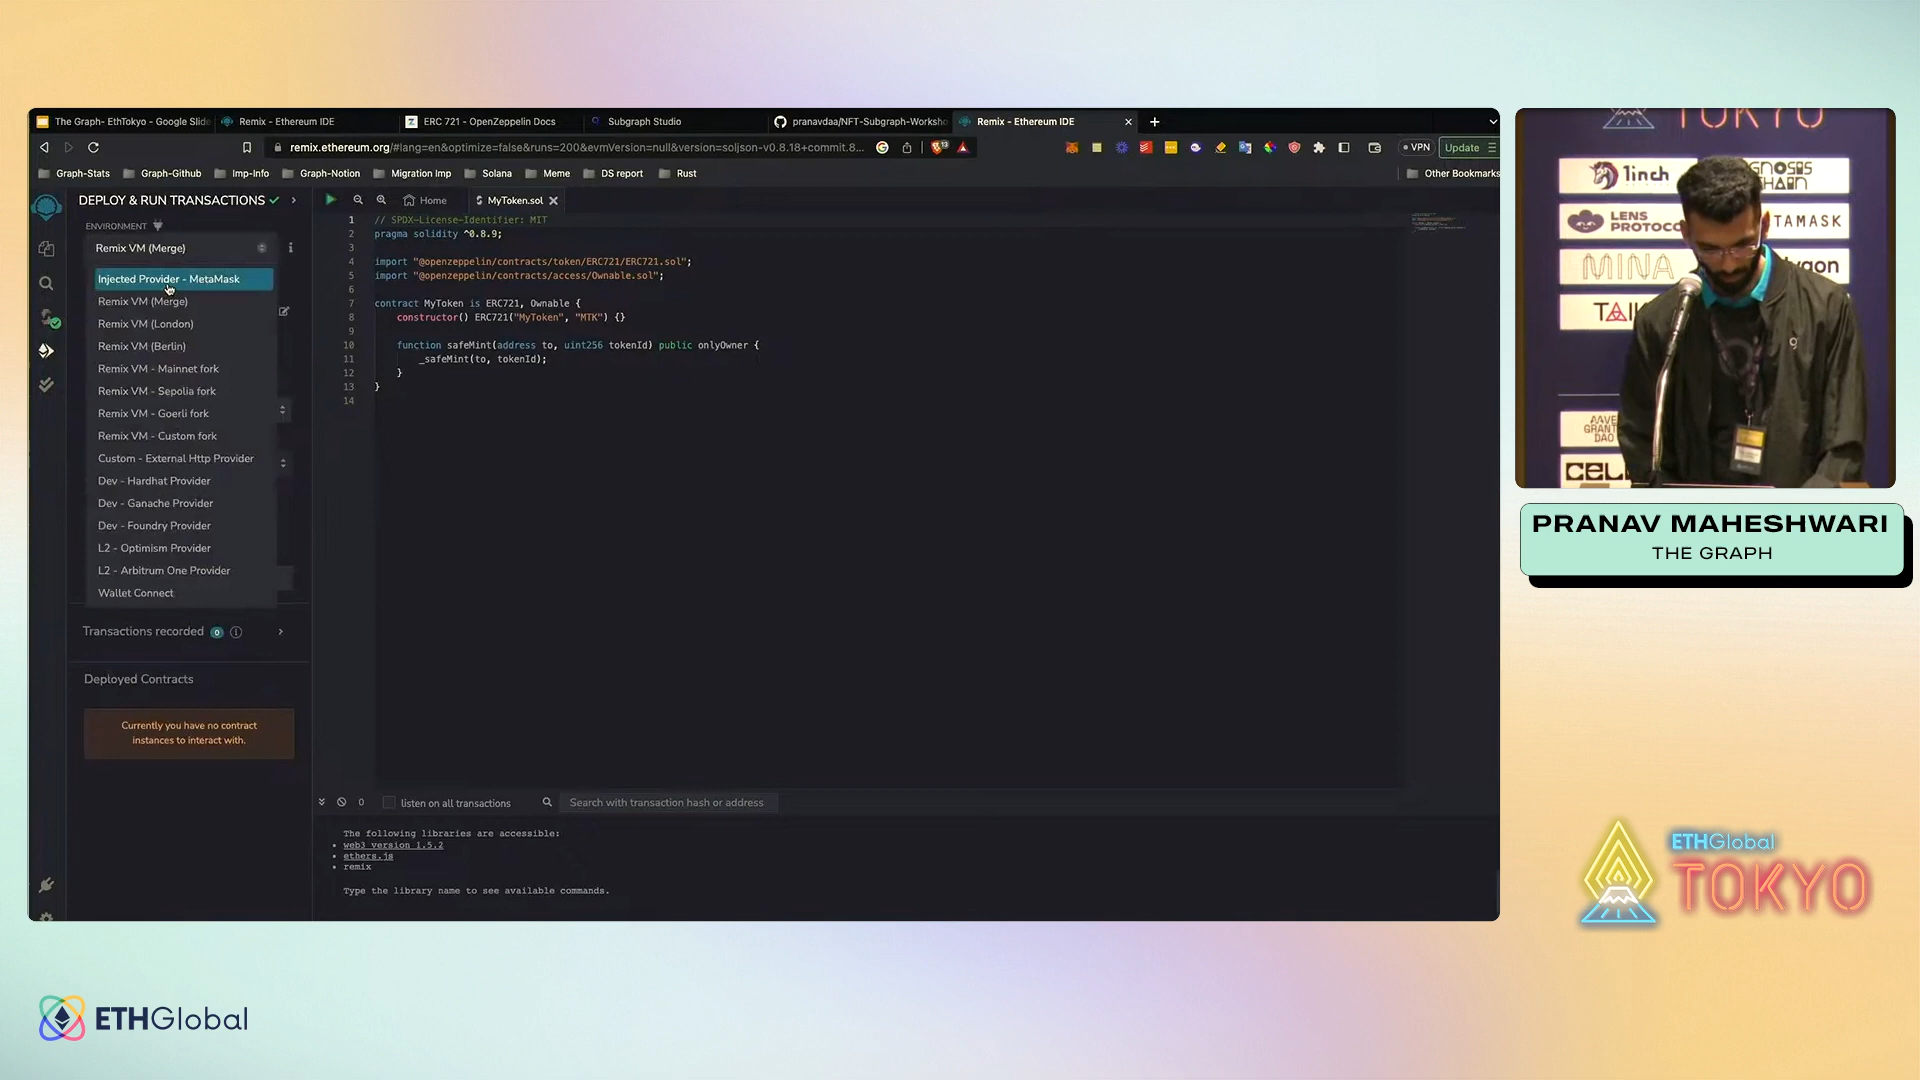 The Graph- EthTokyo - Google Slide
Remix - Ethereum IDE
ERC 721 - OpenZeppelin Docs
Subgraph Studio
pranavdaa/NFT-Subgraph-Worksho
Remix - Ethereum IDE
remix.ethereum.org/#lang=en&optimize=false&runs=200&evmVersion=null&version=soljson-v0.8.18+commit.8...
13
VPN
Update
Graph-Stats
Graph-Github
Imp-Info
Graph-Notion
Migration Imp
Solana
Meme
DS report
Rust
Other Bookmarks
DEPLOY & RUN TRANSACTIONS
ENVIRONMENT
Remix VM (Merge)
Injected Provider - MetaMask
Remix VM (Merge)
Remix VM (London)
Remix VM (Berlin)
Remix VM - Mainnet fork
Remix VM - Sepolia fork
Remix VM - Goerli fork
Remix VM - Custom fork
Custom - External Http Provider
Dev - Hardhat Provider
Dev - Ganache Provider
Dev - Foundry Provider
L2 - Optimism Provider
L2 - Arbitrum One Provider
Wallet Connect
Transactions recorded 0
Deployed Contracts
Currently you have no contract
instances to interact with.
Home
MyToken.sol
1 // SPDX-License-Identifier: MIT
2 pragma solidity ^0.8.9;
3
4 import "@openzeppelin/contracts/token/ERC721/ERC721.sol";
5 import "@openzeppelin/contracts/access/Ownable.sol";
6
7 contract MyToken is ERC721, Ownable {
8 constructor() ERC721("MyToken", "MTK") {}
9
10 function safeMint(address to, uint256 tokenId) public onlyOwner {
11 _safeMint(to, tokenId);
12 }
13 }
14
0
listen on all transactions
Search with transaction hash or address
The following libraries are accessible:
web3 version 1.5.2
ethers.js
remix
Type the library name to see available commands.
TOKYO
1inch
GNOSIS
CHAIN
LENS
PROTOCO
TAMASK
MINA
ygon
TAIK
AAVE
GRANT
DAO
CEL
PRANAV MAHESHWARI
THE GRAPH
ETHGlobal
TOKYO
ETHGlobal